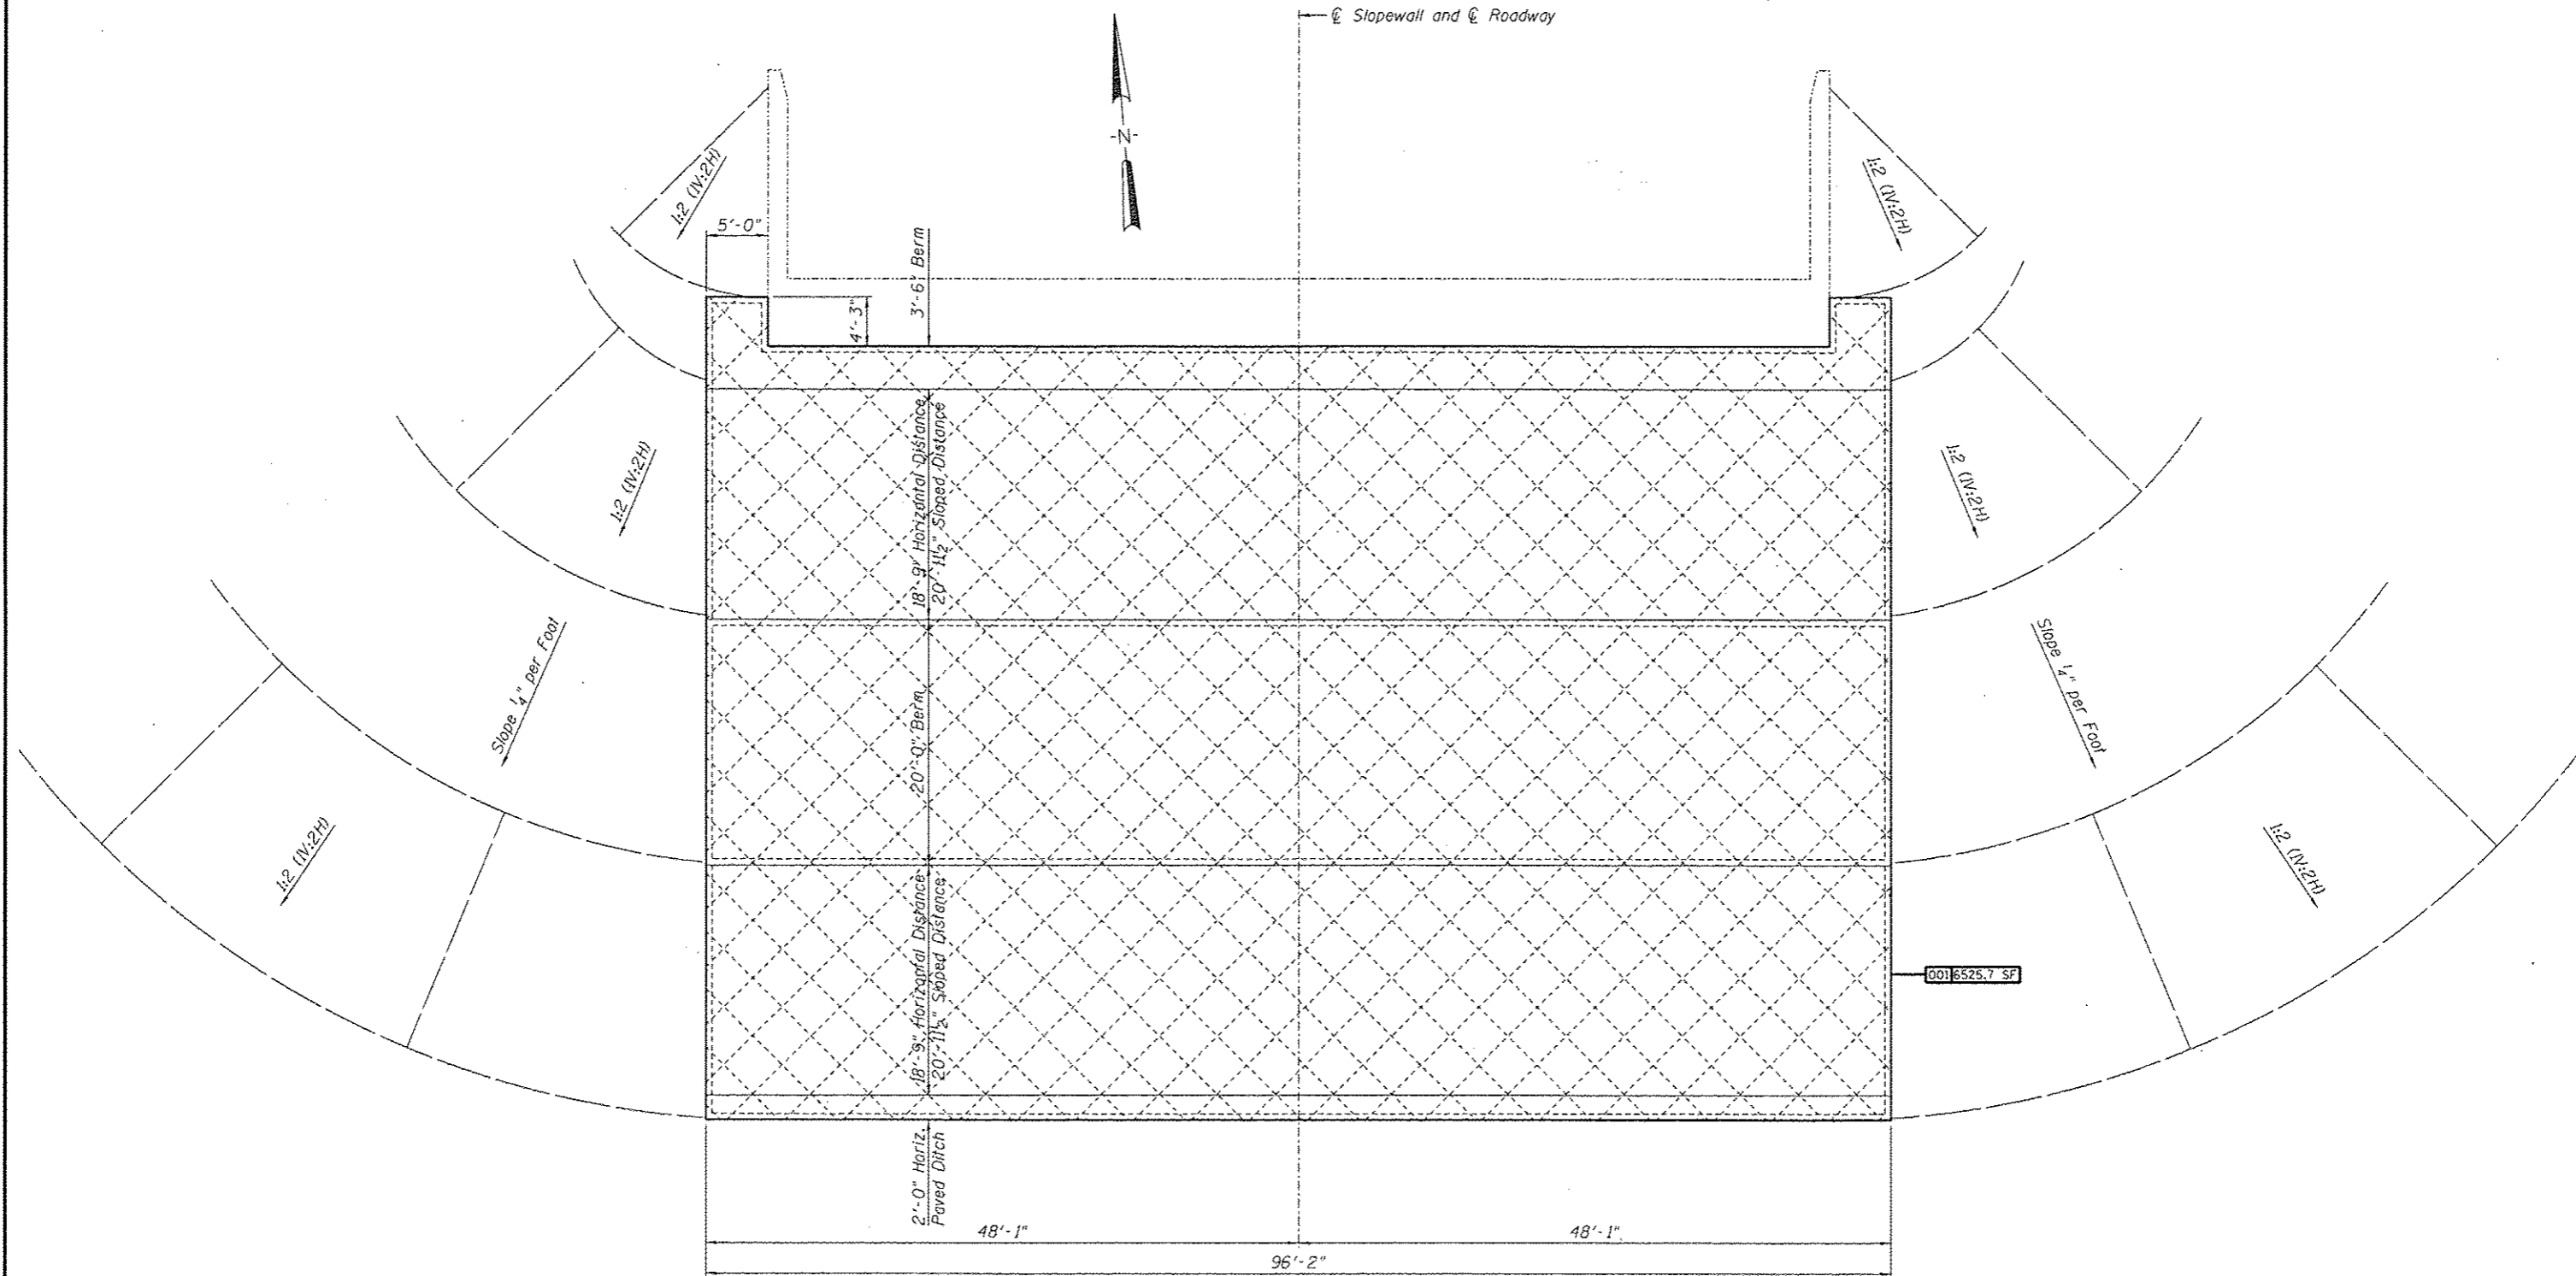 ℄ Slopewall and ℄ Roadway
-N-
1:2 (1V:2H)
1:2 (1V:2H)
5'-0"
3'-6" Berm
4'-3"
18'-9" Horizontal Distance
20'-11½" Sloped Distance
1:2 (1V:2H)
1:2 (1V:2H)
Slope ¼" per Foot
Slope ¼" per Foot
20'-0" Berm
1:2 (1V:2H)
1:2 (1V:2H)
18'-9" Horizontal Distance
20'-11½" Sloped Distance
001 6525.7 SF
2'-0" Horiz.
Paved Ditch
48'-1"
48'-1"
96'-2"